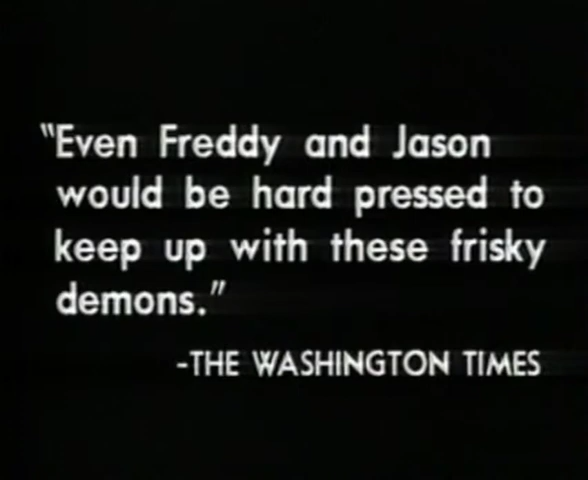 "Even Freddy and Jason
would be hard pressed to
keep up with these frisky
demons."
-THE WASHINGTON TIMES